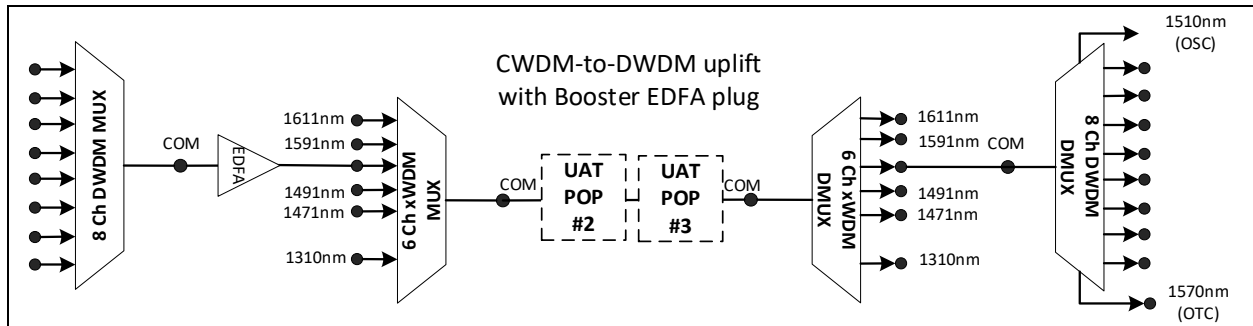 CWDM-to-DWDM uplift
with Booster EDFA plug
8 Ch DWDM MUX
COM
EDFA
1611nm
1591nm
1491nm
1471nm
1310nm
6 Ch xWDM
MUX
COM
UAT
POP
#2
UAT
POP
#3
COM
6 Ch xWDM
DMUX
1611nm
1591nm
1491nm
1471nm
1310nm
COM
8 Ch DWDM
DMUX
1510nm
(OSC)
1570nm
(OTC)